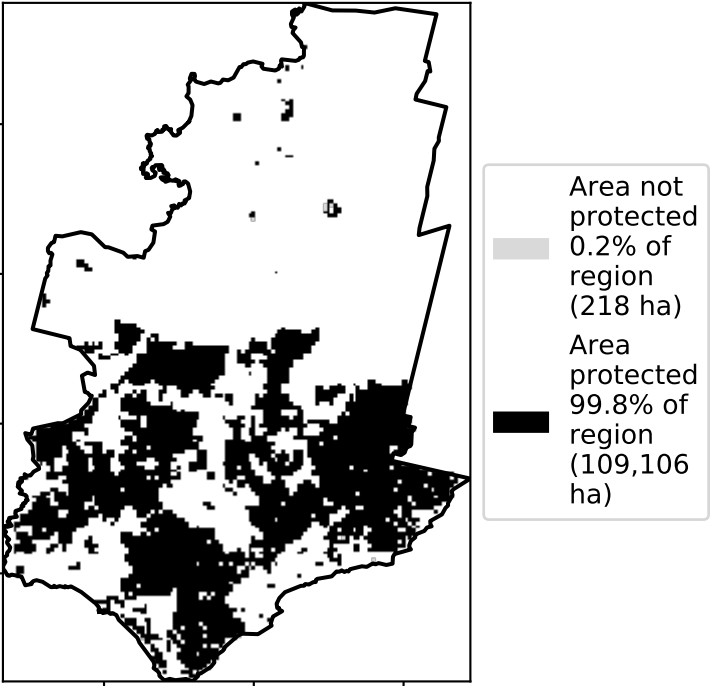 Area not
protected
0.2% of
region
(218 ha)
Area
protected
99.8% of
region
(109,106
ha)